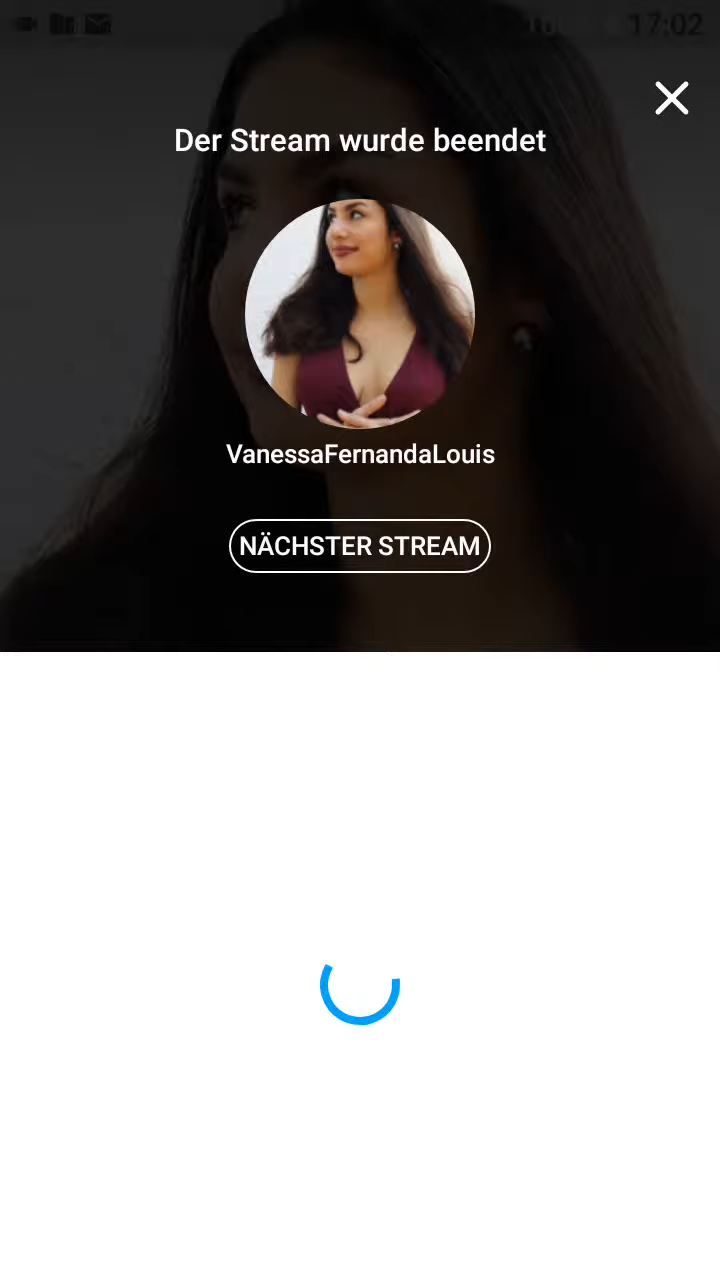 17:02
Der Stream wurde beendet
VanessaFernandaLouis
NÄCHSTER STREAM